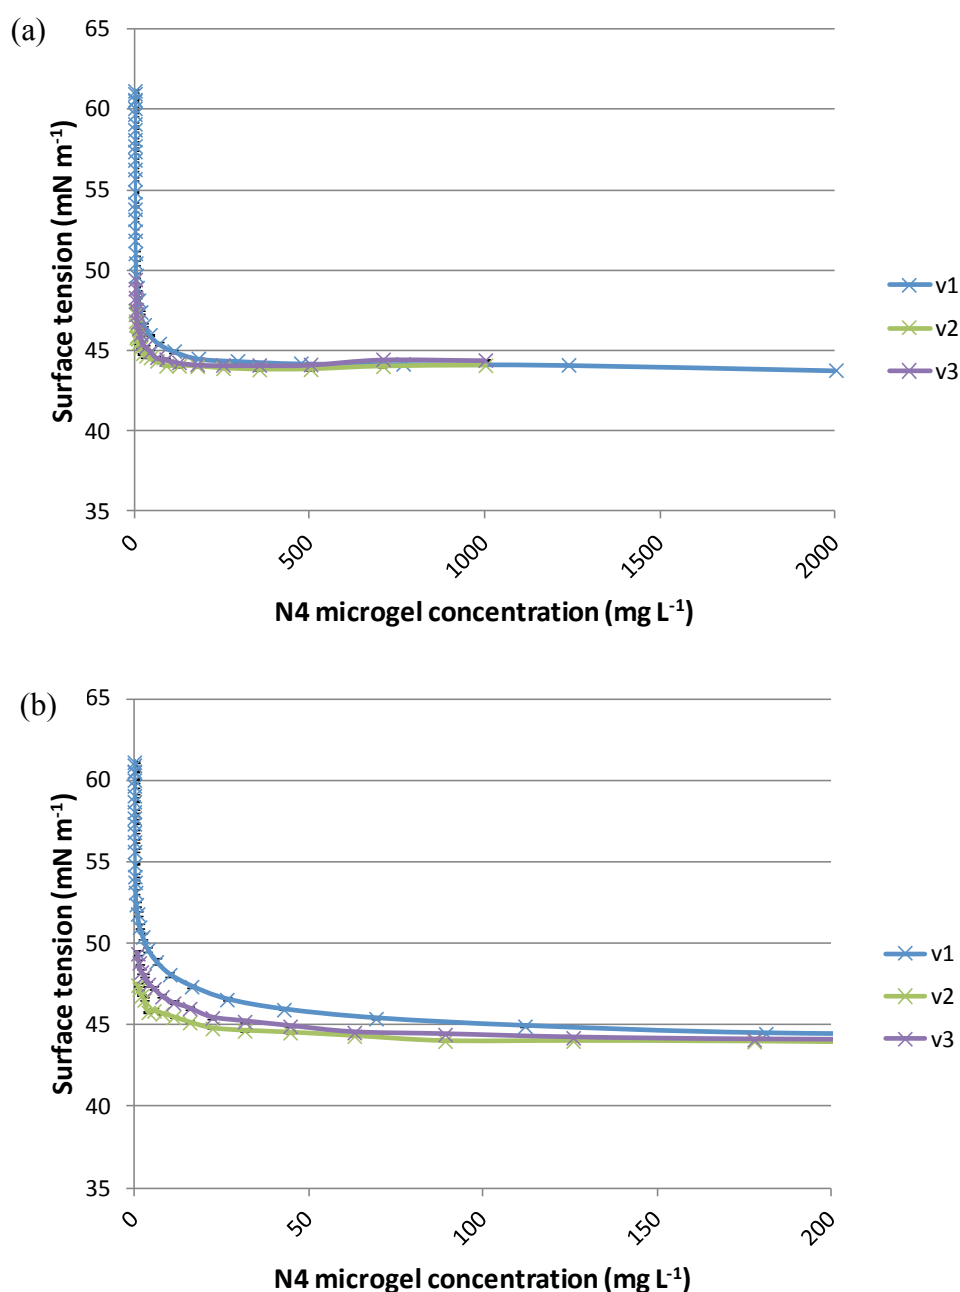 (a)
65
60
55
50
45
40
35
Surface tension (mN m⁻¹)
0
500
1000
1500
2000
N4 microgel concentration (mg L⁻¹)
v1
v2
v3
(b)
65
60
55
50
45
40
35
Surface tension (mN m⁻¹)
0
50
100
150
200
N4 microgel concentration (mg L⁻¹)
v1
v2
v3